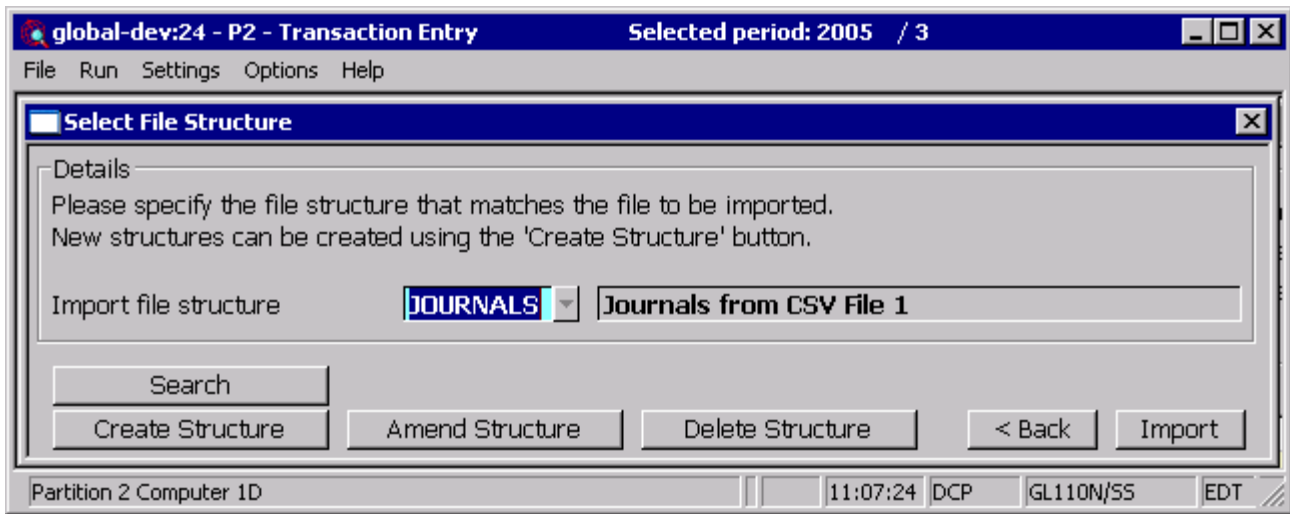 global-dev:24 - P2 - Transaction Entry Selected period: 2005 / 3
File Run Settings Options Help
Select File Structure
Details
Please specify the file structure that matches the file to be imported.
New structures can be created using the 'Create Structure' button.
Import file structure JOURNALS Journals from CSV File 1
Search
Create Structure Amend Structure Delete Structure < Back Import
Partition 2 Computer 1D 11:07:24 DCP GL110N/SS EDT